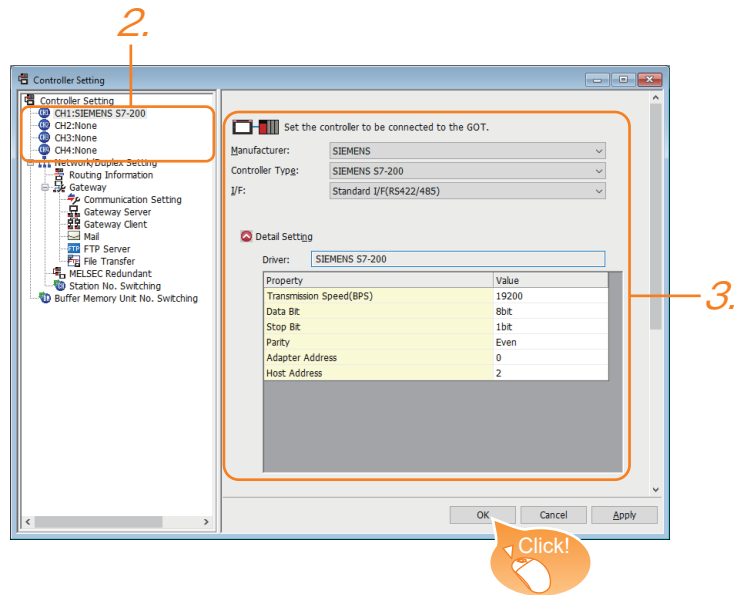 2.
Controller Setting
Controller Setting
CH1:SIEMENS S7-200
CH2:None
CH3:None
CH4:None
Network/Duplex Setting
Routing Information
Gateway
Communication Setting
Gateway Server
Gateway Client
Mail
FTP Server
File Transfer
MELSEC Redundant
Station No. Switching
Buffer Memory Unit No. Switching
Set the controller to be connected to the GOT.
Manufacturer: SIEMENS
Controller Type: SIEMENS S7-200
I/F: Standard I/F(RS422/485)
Detail Setting
Driver: SIEMENS S7-200
Property Value
Transmission Speed(BPS) 19200
Data Bit 8bit
Stop Bit 1bit
Parity Even
Adapter Address 0
Host Address 2
3.
OK Cancel Apply
Click!